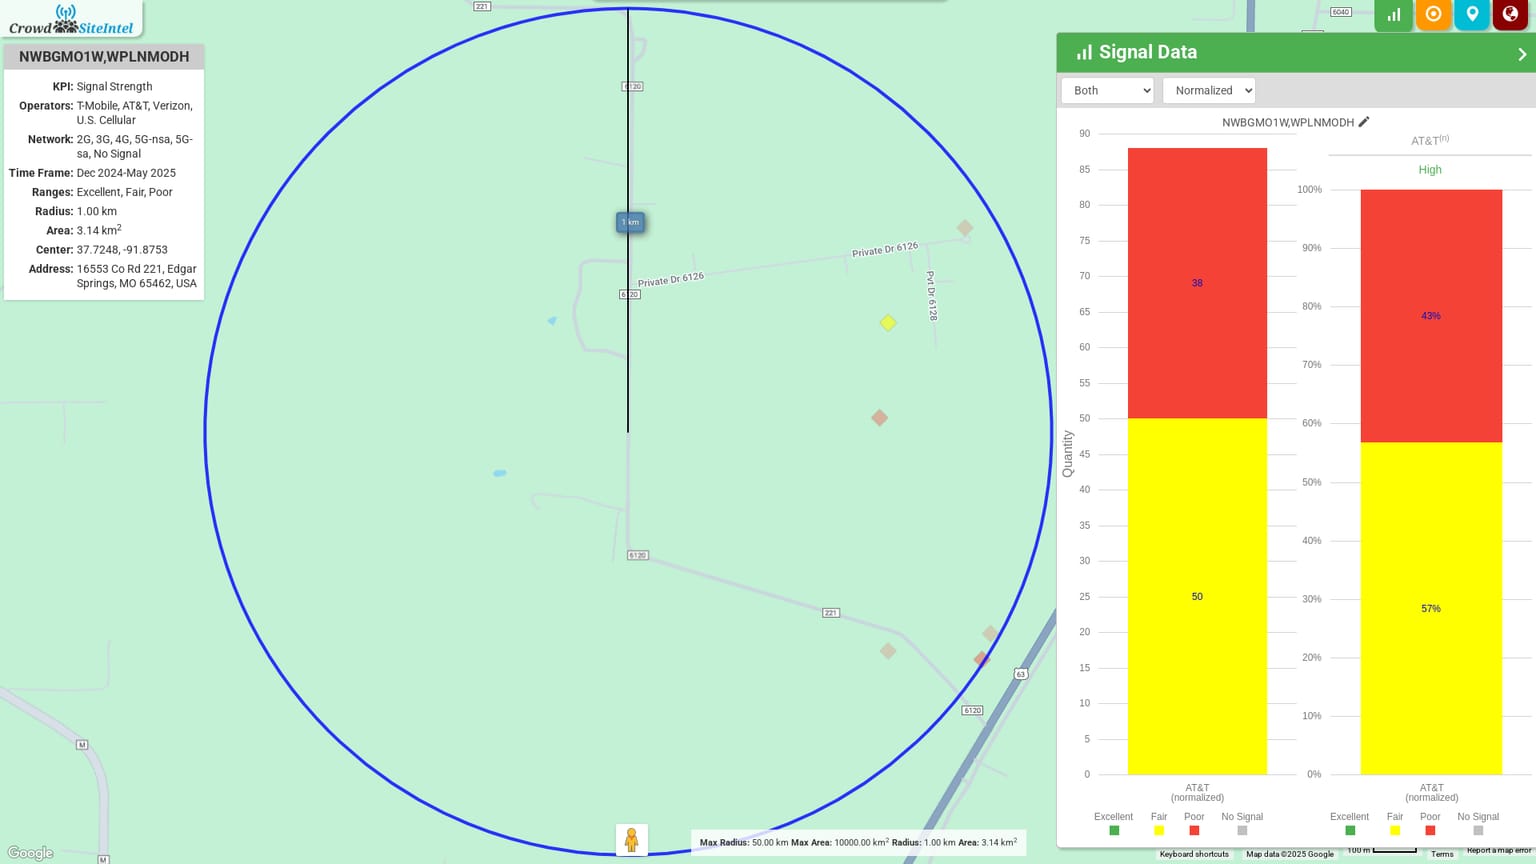 221
6040
Crowd SiteIntel
NWBGMO1W,WPLNMODH
KPI: Signal Strength
Operators: T-Mobile, AT&T, Verizon,
U.S. Cellular
Network: 2G, 3G, 4G, 5G-nsa, 5G-
sa, No Signal
Time Frame: Dec 2024-May 2025
Ranges: Excellent, Fair, Poor
Radius: 1.00 km
Area: 3.14 km²
Center: 37.7248, -91.8753
Address: 16553 Co Rd 221, Edgar
Springs, MO 65462, USA
6120
1 km
Private Dr 6126
Private Dr 6126
Pvt Dr 6128
6120
6120
221
63
6120
M
M
Google
Max Radius: 50.00 km Max Area: 10000.00 km² Radius: 1.00 km Area: 3.14 km²
Signal Data
Both
Normalized
NWBGMO1W,WPLNMODH
Quantity
90
85
80
75
70
65
60
55
50
45
40
35
30
25
20
15
10
5
0
38
50
AT&T
(normalized)
Excellent Fair Poor No Signal
AT&T(n)
High
100%
90%
80%
70%
60%
50%
40%
30%
20%
10%
0%
43%
57%
AT&T
(normalized)
Excellent Fair Poor No Signal
Keyboard shortcuts
Map data ©2025 Google
100 m
Terms
Report a map error